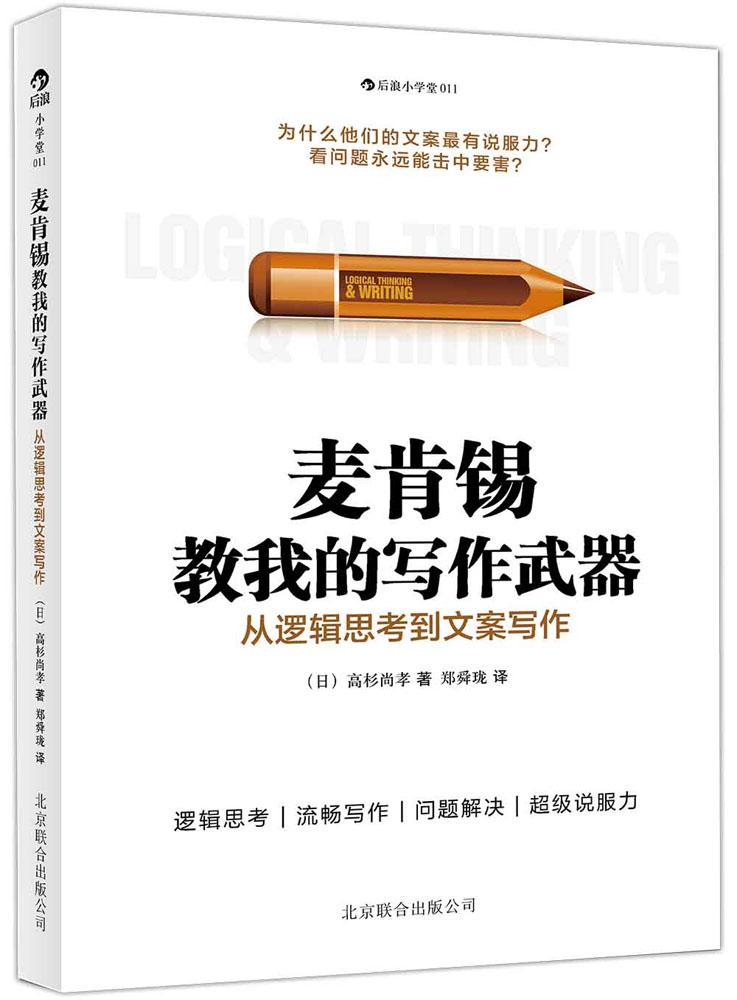 后浪小学堂 011
为什么他们的文案最有说服力?
看问题永远能击中要害?
LOGICAL THINKING
& WRITING
LOGICAL THINKING
& WRITING
麦肯锡
教我的写作武器
从逻辑思考到文案写作
(日) 高杉尚孝 著 郑舜珑 译
逻辑思考 | 流畅写作 | 问题解决 | 超级说服力
北京联合出版公司
后浪
小学堂
011
麦肯锡教我的写作武器
从逻辑思考到文案写作
(日) 高杉尚孝 著 郑舜珑 译
北京联合出版公司